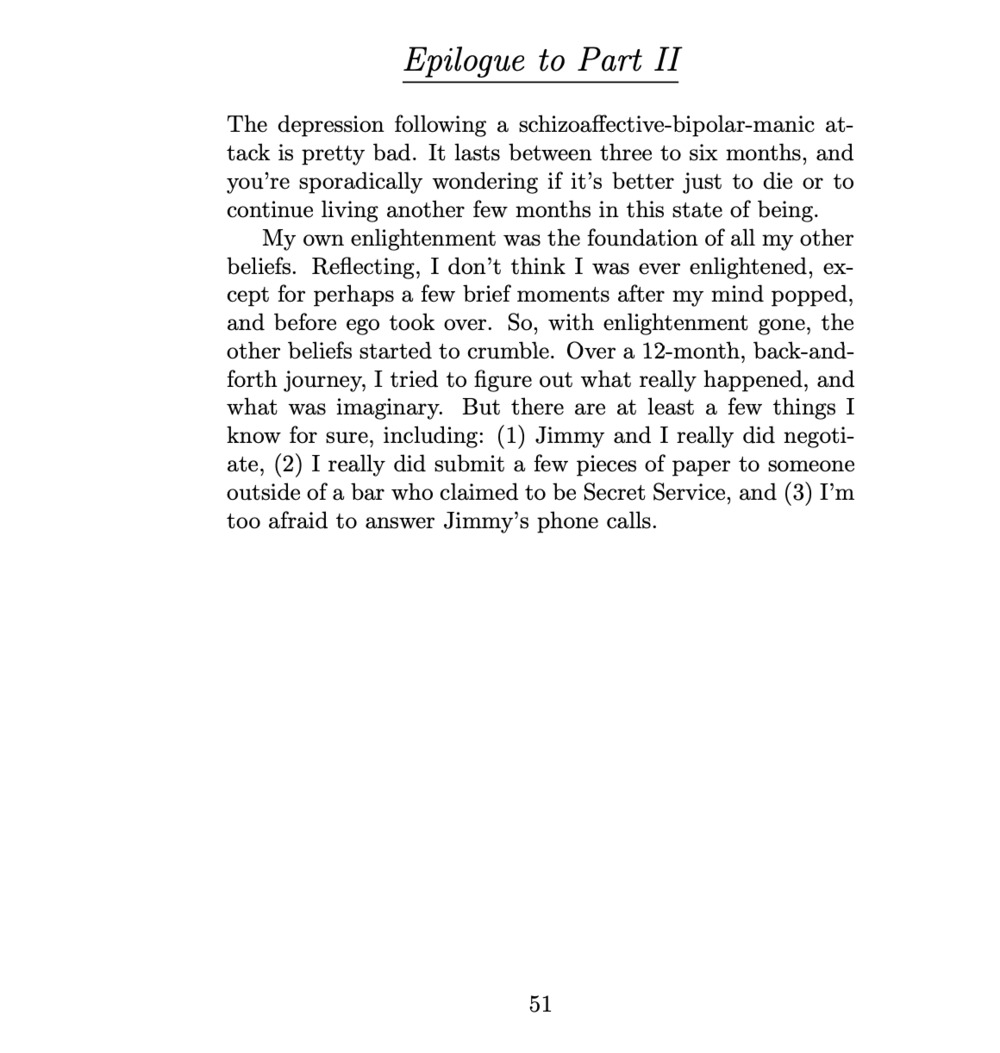 Epilogue to Part II
The depression following a schizoaffective-bipolar-manic at-
tack is pretty bad. It lasts between three to six months, and
you're sporadically wondering if it's better just to die or to
continue living another few months in this state of being.
My own enlightenment was the foundation of all my other
beliefs. Reflecting, I don't think I was ever enlightened, ex-
cept for perhaps a few brief moments after my mind popped,
and before ego took over. So, with enlightenment gone, the
other beliefs started to crumble. Over a 12-month, back-and-
forth journey, I tried to figure out what really happened, and
what was imaginary. But there are at least a few things I
know for sure, including: (1) Jimmy and I really did negoti-
ate, (2) I really did submit a few pieces of paper to someone
outside of a bar who claimed to be Secret Service, and (3) I'm
too afraid to answer Jimmy's phone calls.
51